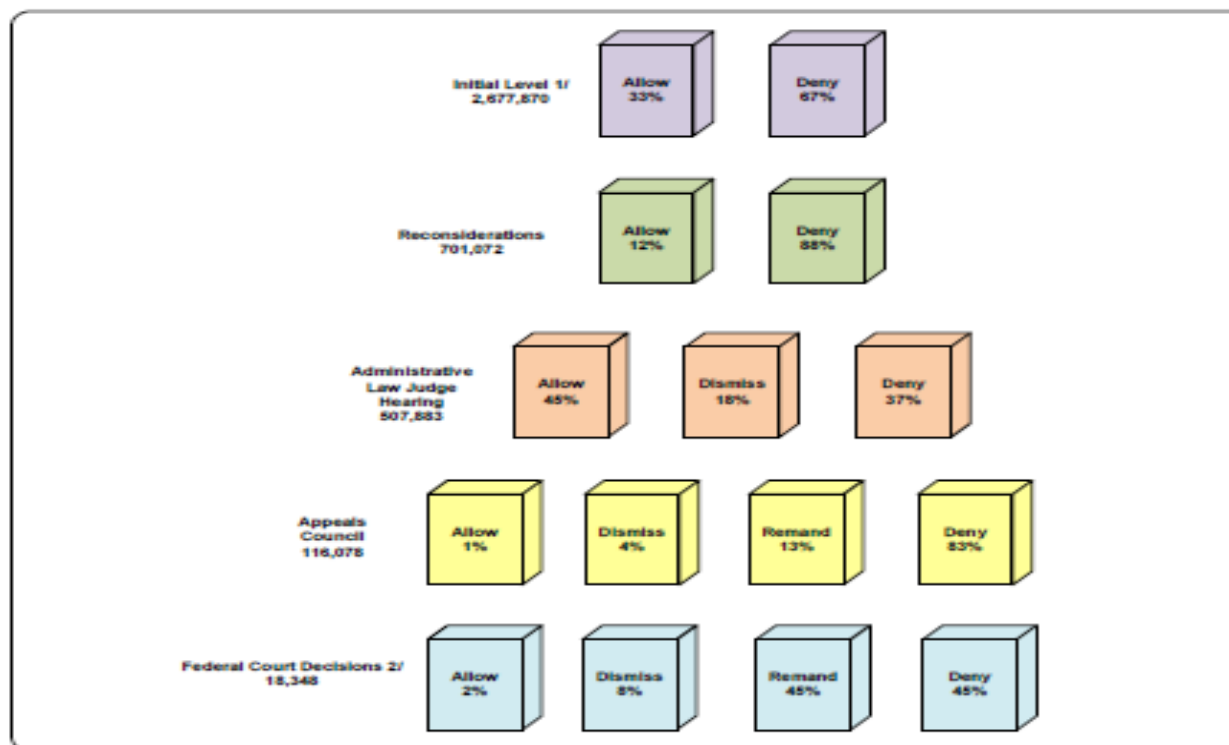 Initial Level 1/
2,677,870
Allow
33%
Deny
67%
Reconsiderations
701,072
Allow
12%
Deny
88%
Administrative
Law Judge
Hearing
507,883
Allow
45%
Dismiss
18%
Deny
37%
Appeals
Council
116,078
Allow
1%
Dismiss
4%
Remand
13%
Deny
83%
Federal Court Decisions 2/
18,348
Allow
2%
Dismiss
8%
Remand
45%
Deny
45%